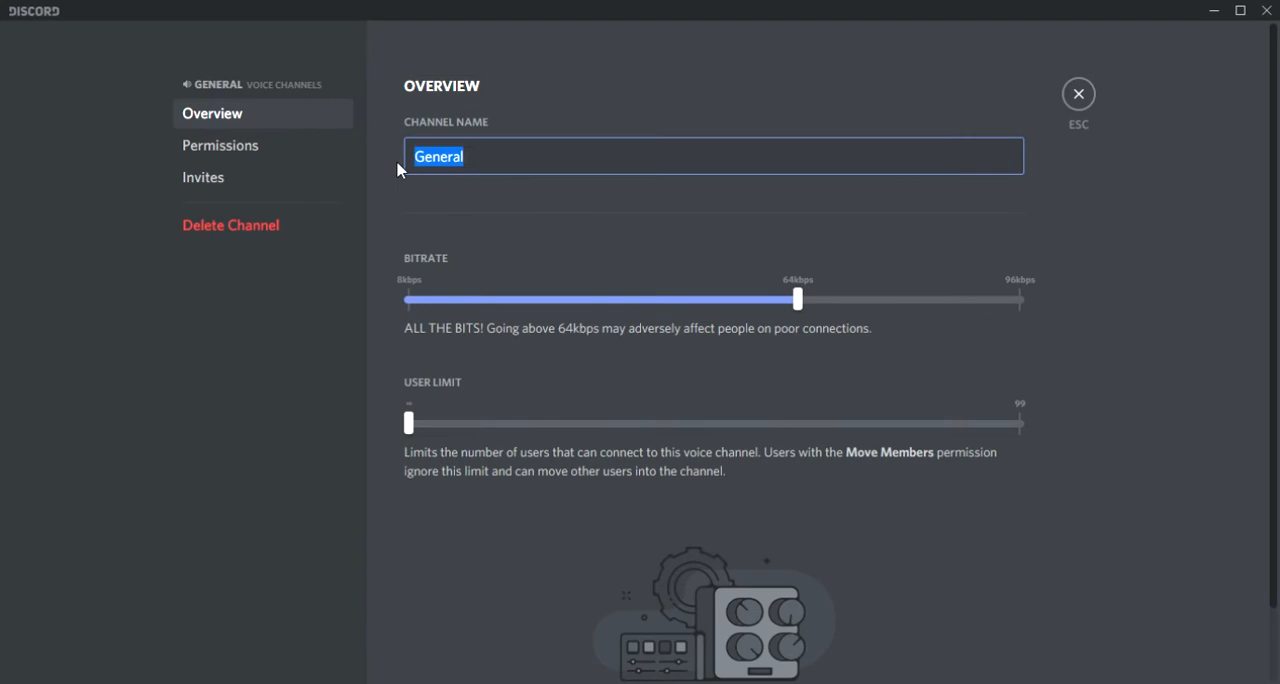 DISCORD
GENERAL VOICE CHANNELS
Overview
Permissions
Invites
Delete Channel
OVERVIEW
CHANNEL NAME
General
ESC
BITRATE
8kbps 64kbps 96kbps
ALL THE BITS! Going above 64kbps may adversely affect people on poor connections.
USER LIMIT
∞ 99
Limits the number of users that can connect to this voice channel. Users with the Move Members permission
ignore this limit and can move other users into the channel.